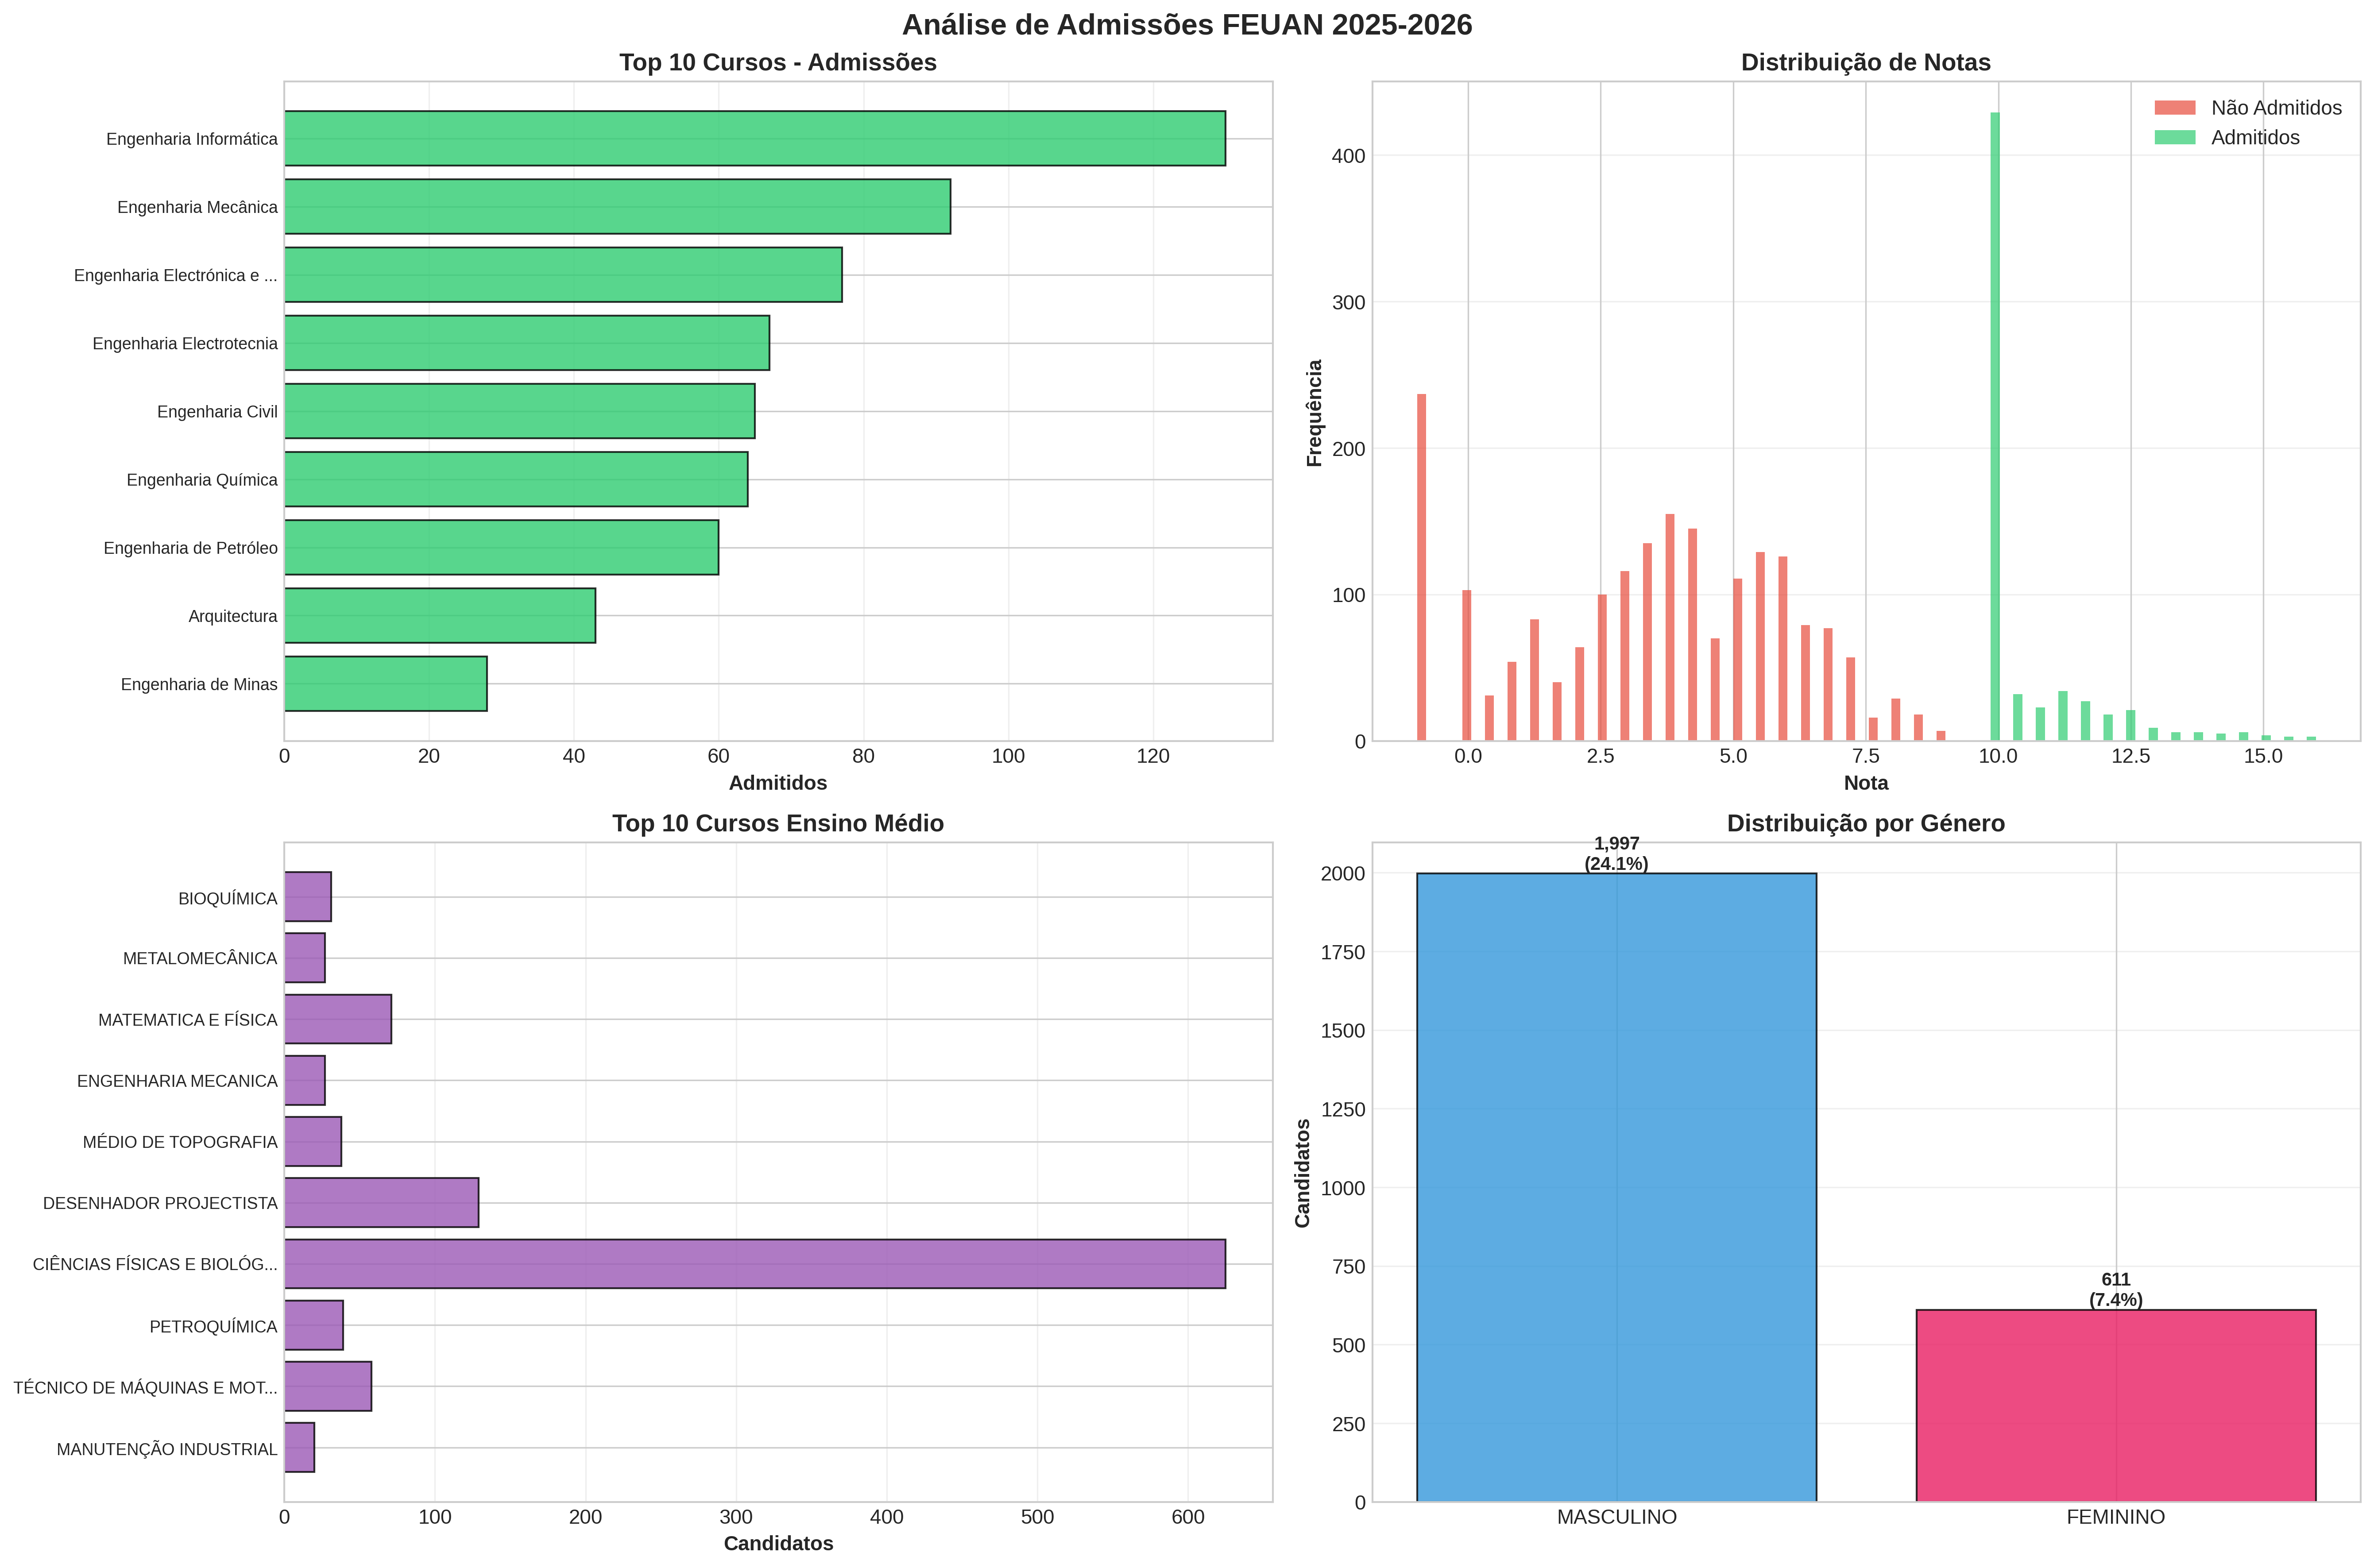 Análise de Admissões FEUAN 2025-2026
Top 10 Cursos - Admissões
Engenharia Informática
Engenharia Mecânica
Engenharia Electrónica e ...
Engenharia Electrotecnia
Engenharia Civil
Engenharia Química
Engenharia de Petróleo
Arquitectura
Engenharia de Minas
0 20 40 60 80 100 120
Admitidos
Distribuição de Notas
Não Admitidos
Admitidos
Frequência
400
300
200
100
0
0.0 2.5 5.0 7.5 10.0 12.5 15.0
Nota
Top 10 Cursos Ensino Médio
BIOQUÍMICA
METALOMECÂNICA
MATEMATICA E FÍSICA
ENGENHARIA MECANICA
MÉDIO DE TOPOGRAFIA
DESENHADOR PROJECTISTA
CIÊNCIAS FÍSICAS E BIOLÓG...
PETROQUÍMICA
TÉCNICO DE MÁQUINAS E MOT...
MANUTENÇÃO INDUSTRIAL
0 100 200 300 400 500 600
Candidatos
Distribuição por Género
1,997
(24.1%)
611
(7.4%)
Candidatos
2000
1750
1500
1250
1000
750
500
250
0
MASCULINO FEMININO